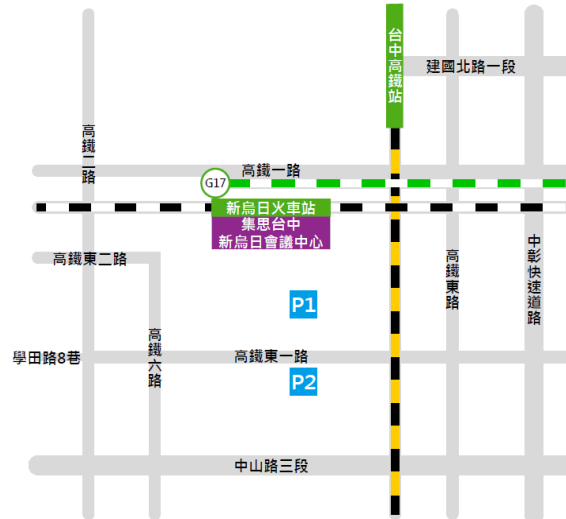 台中高鐵站
建國北路一段
高鐵二路
高鐵一路
G17
新烏日火車站
集思台中
新烏日會議中心
高鐵東二路
高鐵東路
中彰快速道路
P1
高鐵六路
學田路8巷
高鐵東一路
P2
中山路三段